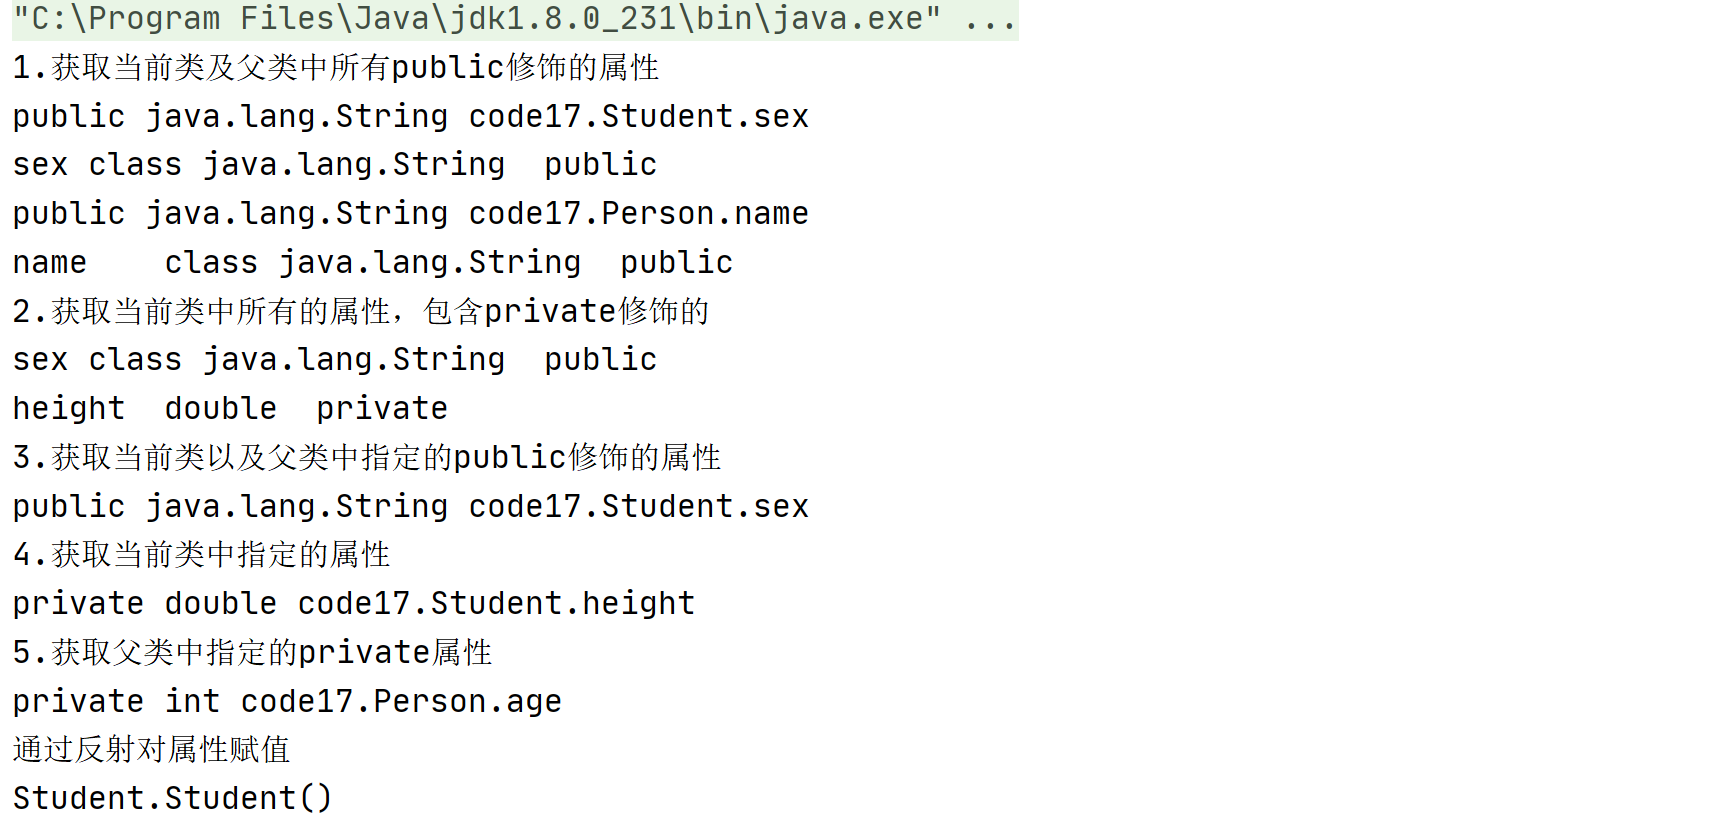 "C:\Program Files\Java\jdk1.8.0_231\bin\java.exe" ...
1.获取当前类及父类中所有public修饰的属性
public java.lang.String code17.Student.sex
sex class java.lang.String  public
public java.lang.String code17.Person.name
name    class java.lang.String  public
2.获取当前类中所有的属性，包含private修饰的
sex class java.lang.String  public
height  double  private
3.获取当前类以及父类中指定的public修饰的属性
public java.lang.String code17.Student.sex
4.获取当前类中指定的属性
private double code17.Student.height
5.获取父类中指定的private属性
private int code17.Person.age
通过反射对属性赋值
Student.Student()